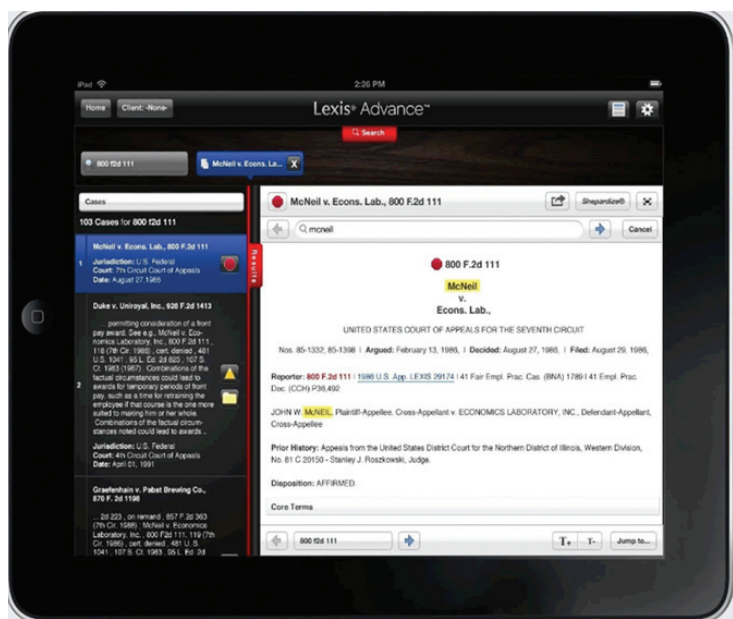 iPad
2:26 PM
Home
Client: -None-
Lexis® Advance™
Search
800 f2d 111
McNeil v. Econs. La...
X
Cases
103 Cases for 800 f2d 111
1
McNeil v. Econs. Lab., 800 F.2d 111
Jurisdiction: U.S. Federal
Court: 7th Circuit Court of Appeals
Date: August 27,1986
2
Duke v. Uniroyal, Inc., 928 F.2d 1413
... permitting consideration of a front
pay award. See e.g., McNeil v. Eco-
nomics Laboratory, Inc., 800 F.2d 111 ,
118 (7th Cir. 1986) , cert. denied , 481
U.S. 1041 , 95 L. Ed. 2d 823 , 107 S.
Ct. 1983 (1987) . Combinations of the
factual circumstances could lead to
awards for temporary periods of front
pay, such as a time for retraining the
employee if that course is the one more
suited to making him or her whole.
Combinations of the factual circum-
stances noted could lead to awards ...
Jurisdiction: U.S. Federal
Court: 4th Circuit Court of Appeals
Date: April 01, 1991
Graefenhain v. Pabst Brewing Co.,
870 F. 2d 1198
... 2d 223 , on remand , 657 F.2d 363
(7th Cir. 1988) ; McNeil v. Economics
Laboratory, Inc. , 800 F2d 111, 119 (7th
Cir. 1986) , cert. denied , 481 U. S.
1041 , 107 S. Ct. 1983 , 95 L. Ed. 2d
Results
McNeil v. Econs. Lab., 800 F.2d 111
Shepardize®
mcneil
Cancel
800 F.2d 111
McNeil
v.
Econs. Lab.,
UNITED STATES COURT OF APPEALS FOR THE SEVENTH CIRCUIT
Nos. 85-1332, 85-1398 | Argued: February 13, 1986, | Decided: August 27, 1986, | Filed: August 29, 1986,
Reporter: 800 F.2d 111 | 1986 U.S. App. LEXIS 29174 | 41 Fair Empl. Prac. Cas. (BNA) 1789 | 41 Empl. Prac.
Dec. (CCH) P36,492
JOHN W. McNEIL, Plaintiff-Appellee, Cross-Appellant v. ECONOMICS LABORATORY, INC., Defendant-Appellant,
Cross-Appellee
Prior History: Appeals from the United States District Court for the Northern District of Illinois, Western Division,
No. 81 C 20150 - Stanley J. Roszkowski, Judge.
Disposition: AFFIRMED.
Core Terms
800 f2d 111
T+
T-
Jump to...